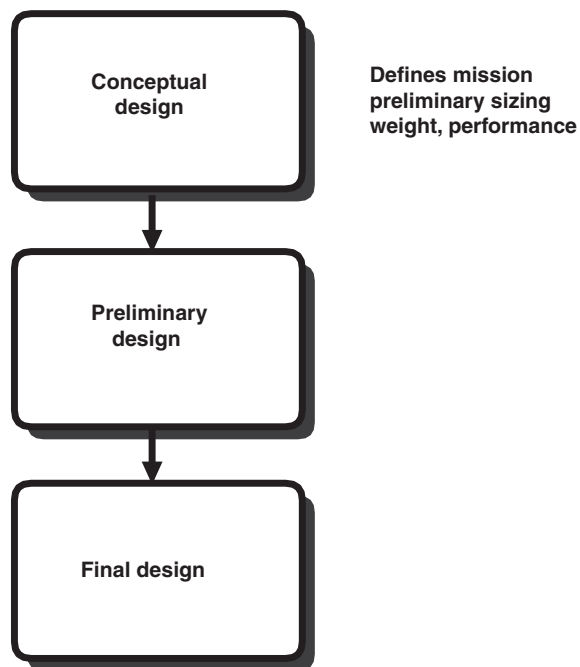 Conceptual
design
Defines mission
preliminary sizing
weight, performance
Preliminary
design
Final design